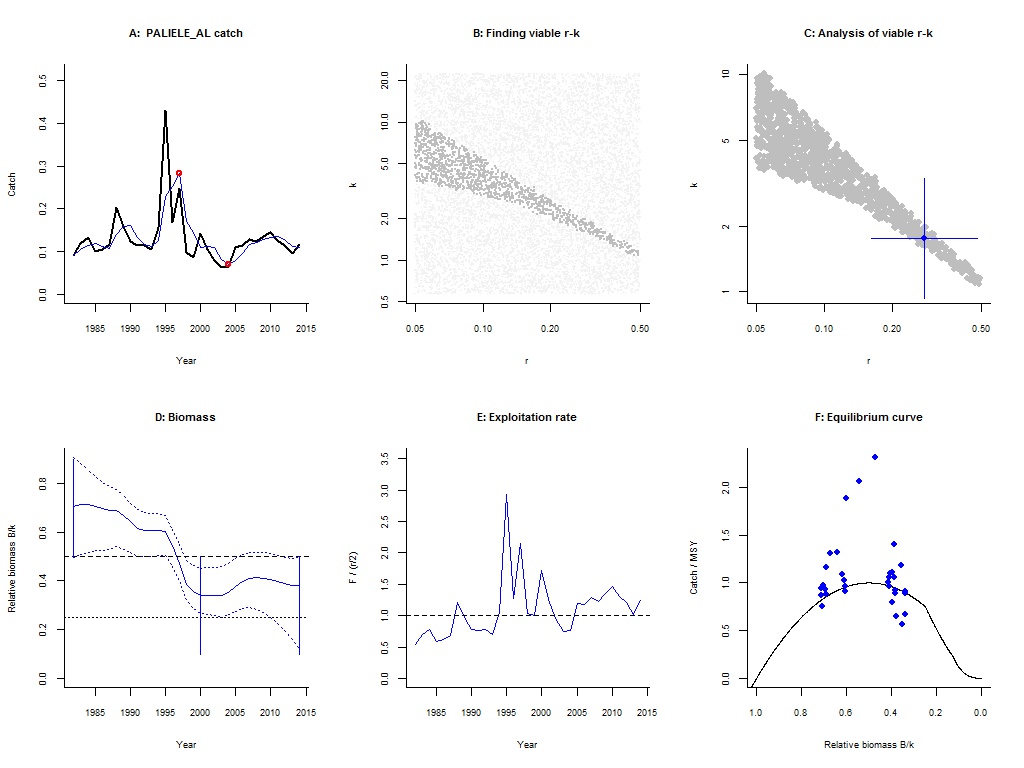 A: PALIELE_AL catch
B: Finding viable r-k
C: Analysis of viable r-k
Catch
0.0
0.1
0.2
0.3
0.4
0.5
1985 1990 1995 2000 2005 2010 2015
Year
k
0.5
1.0
2.0
5.0
10.0
20.0
0.05 0.10 0.20 0.50
r
k
1
2
5
10
0.05 0.10 0.20 0.50
r
D: Biomass
E: Exploitation rate
F: Equilibrium curve
Relative biomass B/k
0.0
0.2
0.4
0.6
0.8
1985 1990 1995 2000 2005 2010 2015
Year
F / (r/2)
0.0
0.5
1.0
1.5
2.0
2.5
3.0
3.5
1985 1990 1995 2000 2005 2010 2015
Year
Catch / MSY
0.0
0.5
1.0
1.5
2.0
1.0 0.8 0.6 0.4 0.2 0.0
Relative biomass B/k